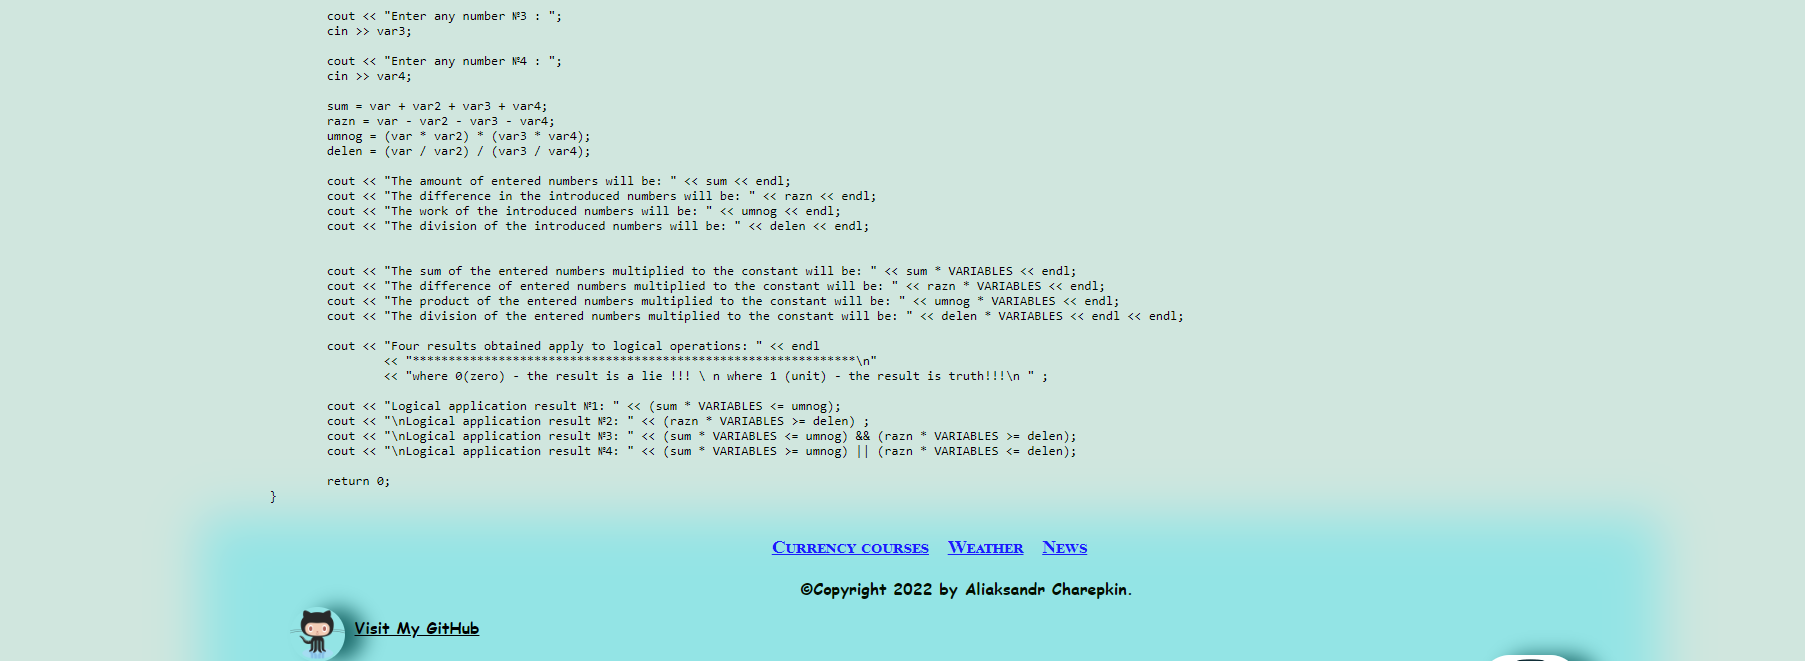 cout << "Enter any number №3 : ";
cin >> var3;
cout << "Enter any number №4 : ";
cin >> var4;
sum = var + var2 + var3 + var4;
razn = var - var2 - var3 - var4;
umnog = (var * var2) * (var3 * var4);
delen = (var / var2) / (var3 / var4);
cout << "The amount of entered numbers will be: " << sum << endl;
cout << "The difference in the introduced numbers will be: " << razn << endl;
cout << "The work of the introduced numbers will be: " << umnog << endl;
cout << "The division of the introduced numbers will be: " << delen << endl;
cout << "The sum of the entered numbers multiplied to the constant will be: " << sum * VARIABLES << endl;
cout << "The difference of entered numbers multiplied to the constant will be: " << razn * VARIABLES << endl;
cout << "The product of the entered numbers multiplied to the constant will be: " << umnog * VARIABLES << endl;
cout << "The division of the entered numbers multiplied to the constant will be: " << delen * VARIABLES << endl << endl;
cout << "Four results obtained apply to logical operations: " << endl
<< "**************************************************************\n"
<< "where 0(zero) - the result is a lie !!! \ n where 1 (unit) - the result is truth!!!\n " ;
cout << "Logical application result №1: " << (sum * VARIABLES <= umnog);
cout << "\nLogical application result №2: " << (razn * VARIABLES >= delen) ;
cout << "\nLogical application result №3: " << (sum * VARIABLES <= umnog) && (razn * VARIABLES >= delen);
cout << "\nLogical application result №4: " << (sum * VARIABLES >= umnog) || (razn * VARIABLES <= delen);
return 0;
}
Currency courses Weather News
©Copyright 2022 by Aliaksandr Charepkin.
Visit My GitHub